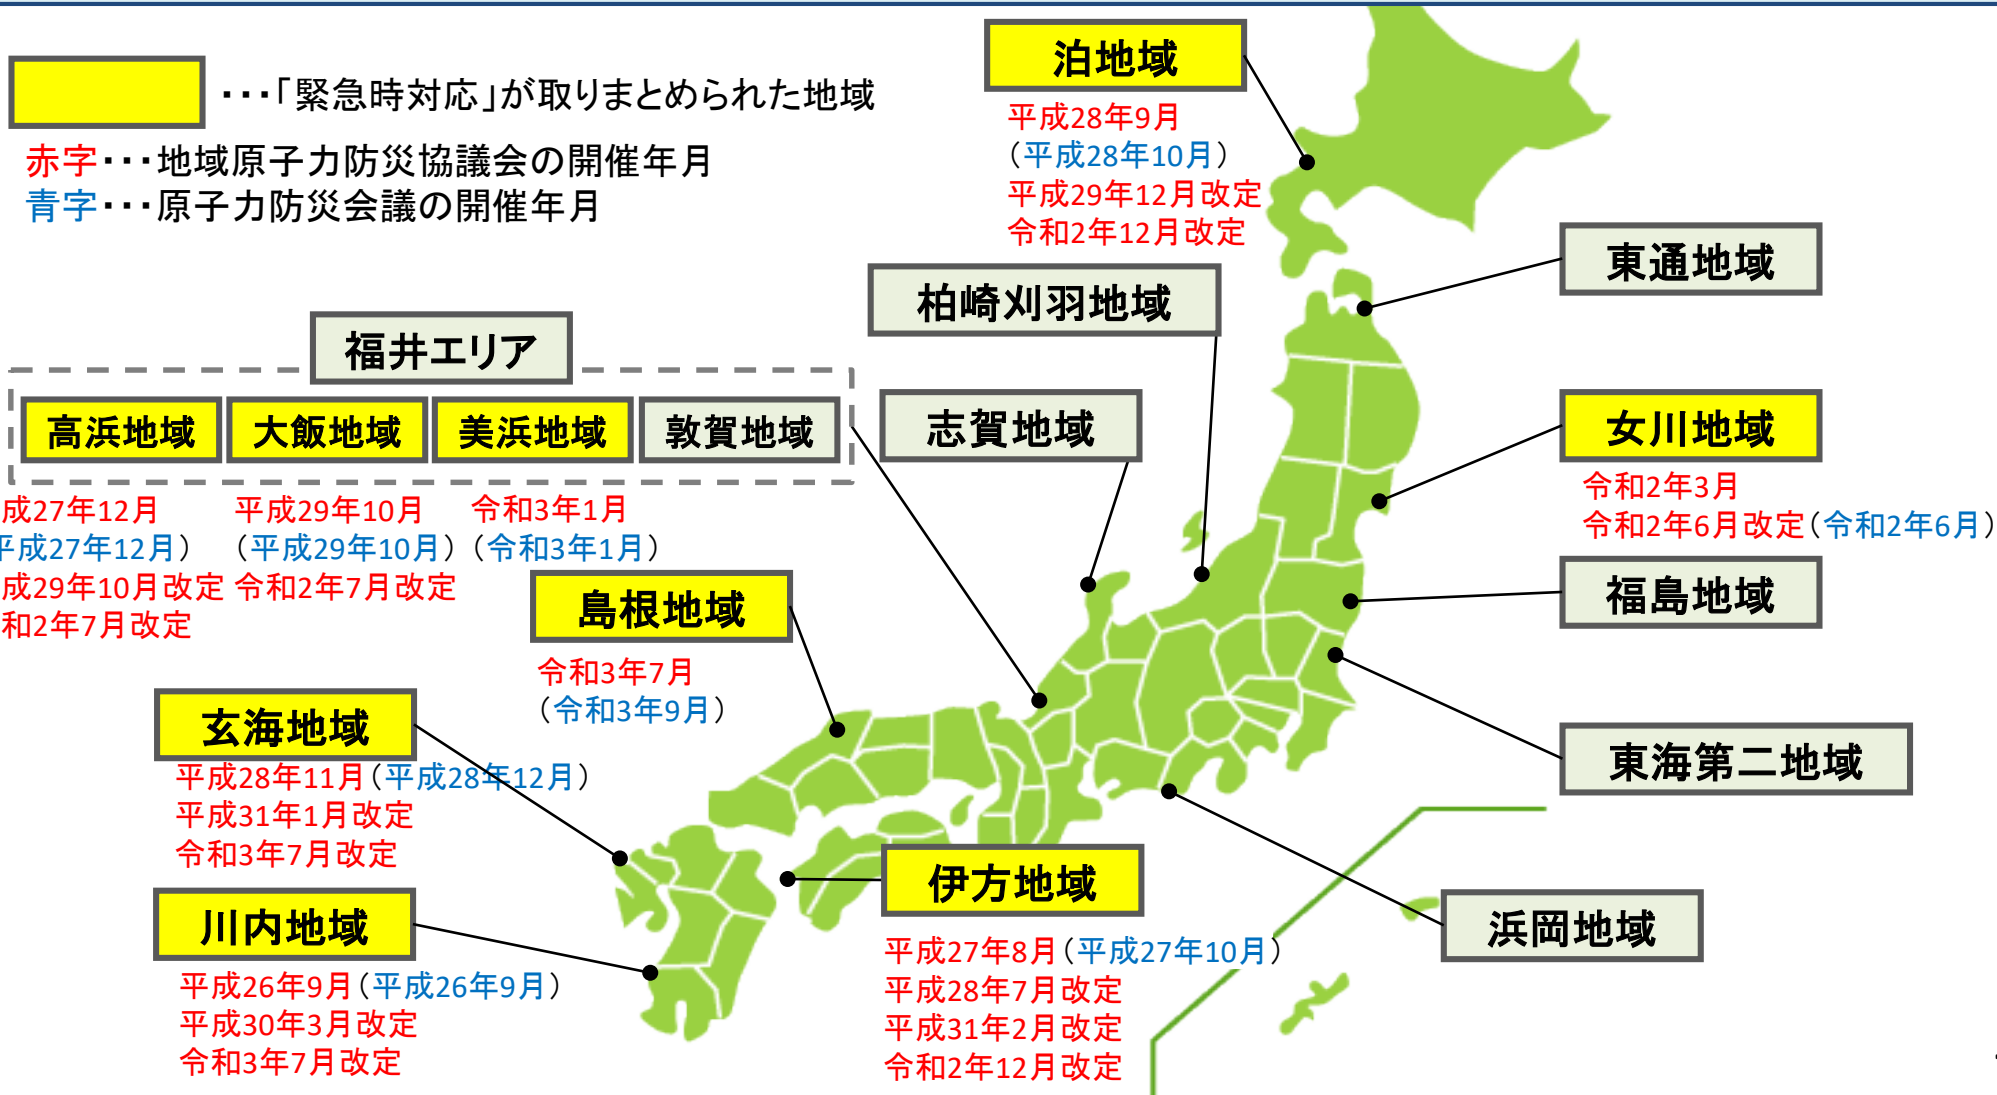 ・・・「緊急時対応」が取りまとめられた地域
赤字・・・地域原子力防災協議会の開催年月
青字・・・原子力防災会議の開催年月
泊地域
平成28年9月
（平成28年10月）
平成29年12月改定
令和2年12月改定
東通地域
柏崎刈羽地域
福井エリア
高浜地域
大飯地域
美浜地域
敦賀地域
成27年12月
平成27年12月）
成29年10月改定
和2年7月改定
平成29年10月
（平成29年10月）
令和2年7月改定
令和3年1月
（令和3年1月）
志賀地域
女川地域
令和2年3月
令和2年6月改定（令和2年6月）
福島地域
島根地域
令和3年7月
（令和3年9月）
東海第二地域
玄海地域
平成28年11月（平成28年12月）
平成31年1月改定
令和3年7月改定
伊方地域
平成27年8月（平成27年10月）
平成28年7月改定
平成31年2月改定
令和2年12月改定
川内地域
平成26年9月（平成26年9月）
平成30年3月改定
令和3年7月改定
浜岡地域